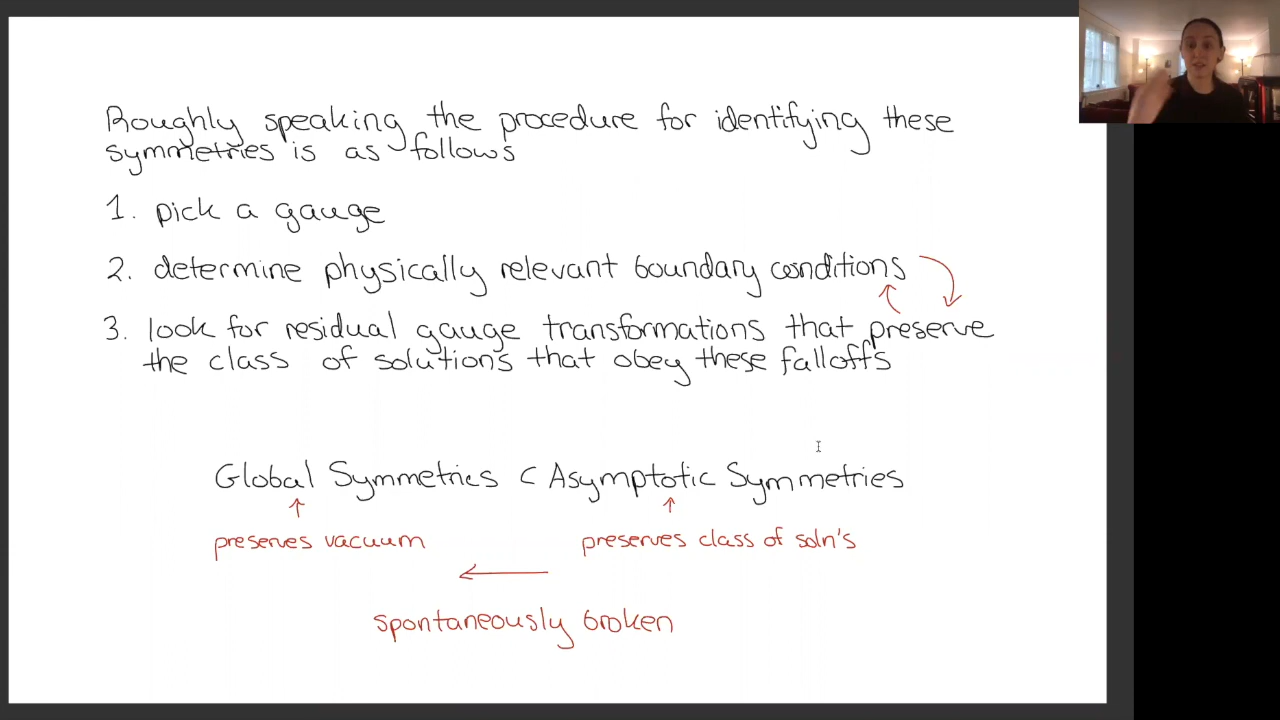 Roughly speaking the procedure for identifying these
symmetries is as follows
1. pick a gauge
2. determine physically relevant boundary conditions
3. look for residual gauge transformations that preserve
the class of solutions that obey these falloffs
Global Symmetries ⊂ Asymptotic Symmetries
preserves vacuum
preserves class of soln's
spontaneously broken